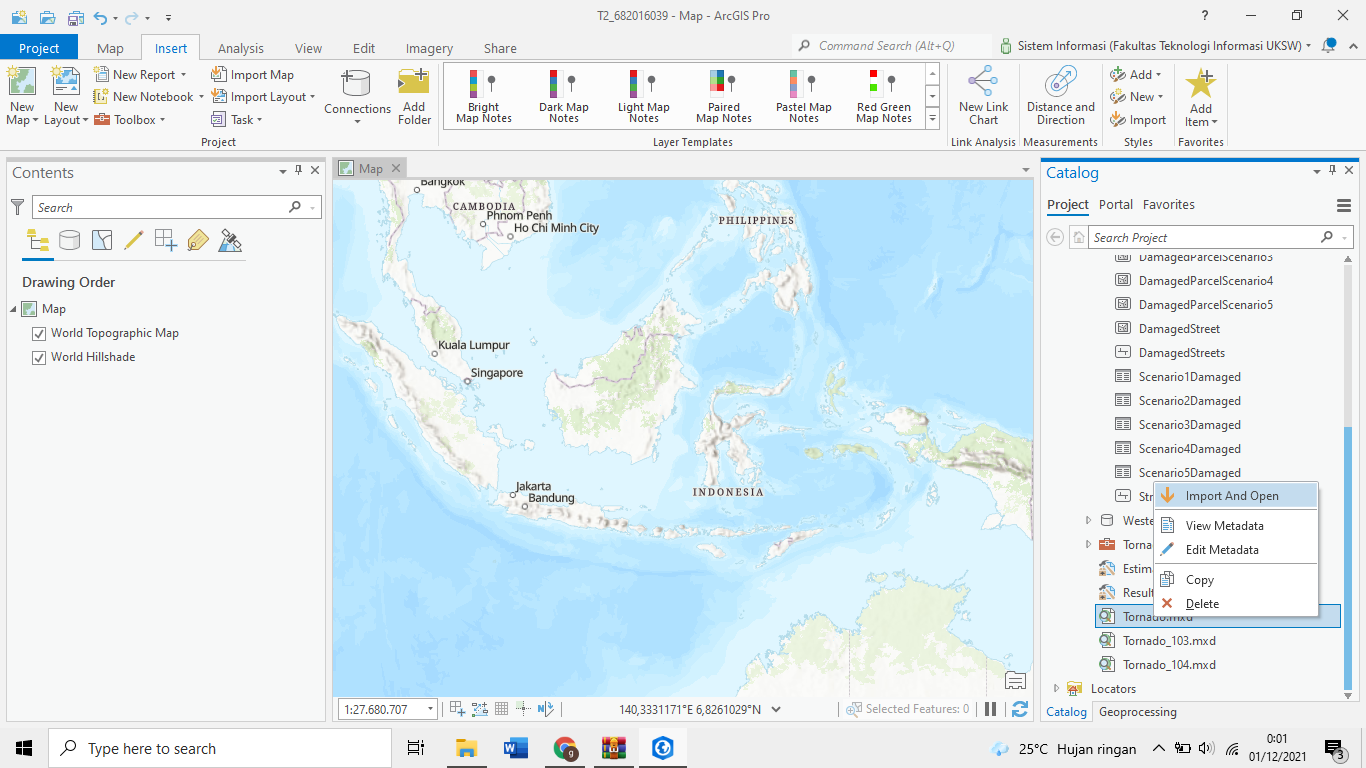 T2_682016039 - Map - ArcGIS Pro
?
Project Map Insert Analysis View Edit Imagery Share
Command Search (Alt+Q)
Sistem Informasi (Fakultas Teknologi Informasi UKSW)
New Map
New Layout
New Report
New Notebook
Toolbox
Import Map
Import Layout
Task
Connections
Add Folder
Project
Bright Map Notes
Dark Map Notes
Light Map Notes
Paired Map Notes
Pastel Map Notes
Red Green Map Notes
Layer Templates
New Link Chart
Link Analysis
Distance and Direction
Measurements
Add
New
Import
Styles
Add Item
Favorites
Contents
Search
Drawing Order
Map
World Topographic Map
World Hillshade
Map
Bangkok
CAMBODIA
Phnom Penh
Ho Chi Minh City
PHILIPPINES
Kuala Lumpur
Singapore
Jakarta
Bandung
INDONESIA
1:27.680.707
140,3331171°E 6,8261029°N
Selected Features: 0
Catalog
Project Portal Favorites
Search Project
DamagedParcelScenario3
DamagedParcelScenario4
DamagedParcelScenario5
DamagedStreet
DamagedStreets
Scenario1Damaged
Scenario2Damaged
Scenario3Damaged
Scenario4Damaged
Scenario5Damaged
Import And Open
View Metadata
Edit Metadata
Copy
Delete
Tornado.mxd
Tornado_103.mxd
Tornado_104.mxd
Locators
Catalog Geoprocessing
Type here to search
25°C Hujan ringan
0:01
01/12/2021
3